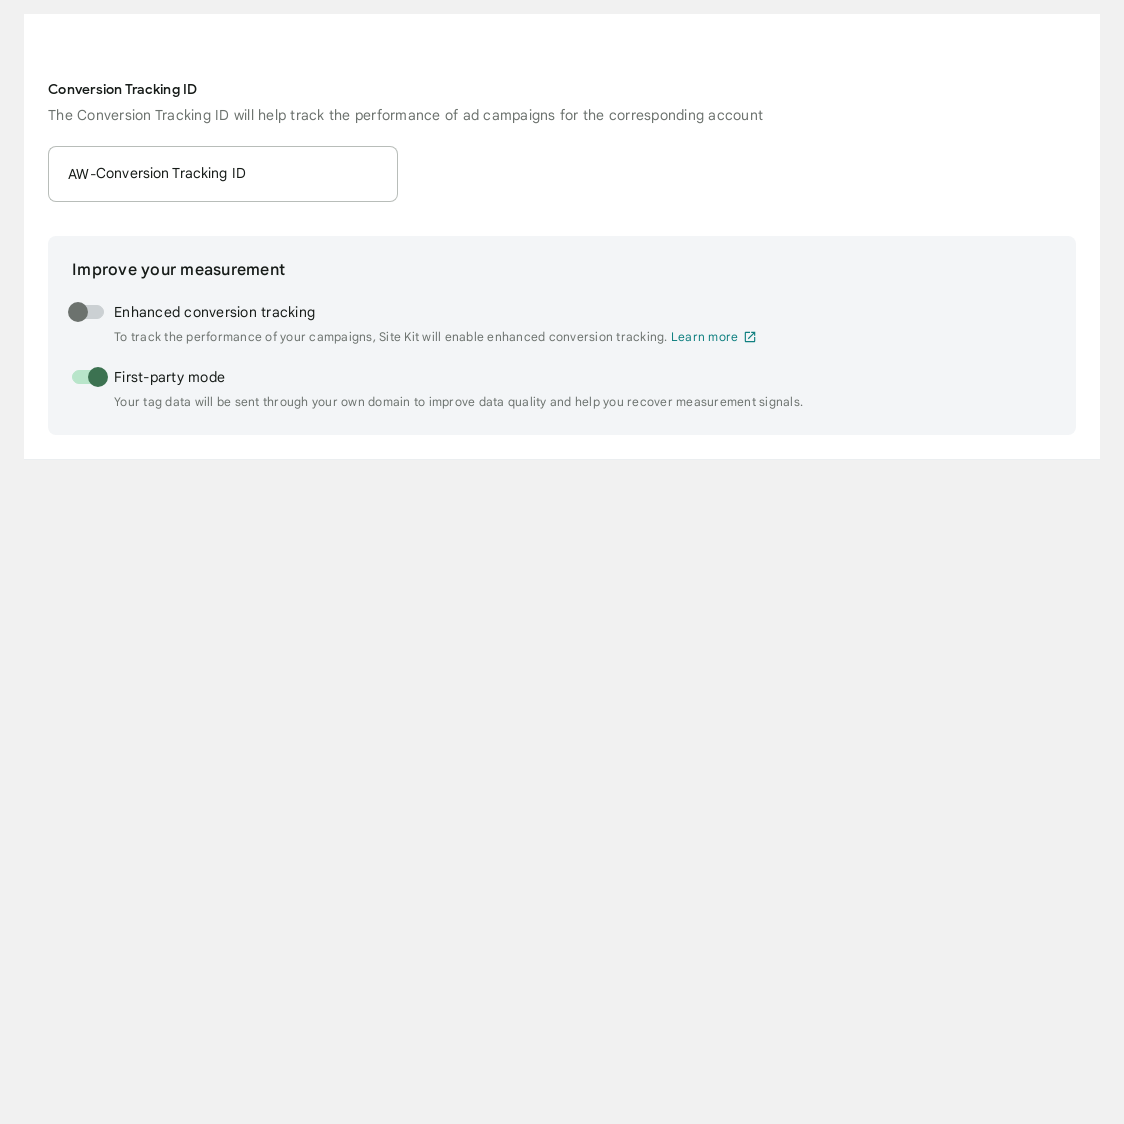 Conversion Tracking ID
The Conversion Tracking ID will help track the performance of ad campaigns for the corresponding account
AW-Conversion Tracking ID
Improve your measurement
Enhanced conversion tracking
To track the performance of your campaigns, Site Kit will enable enhanced conversion tracking. Learn more
First-party mode
Your tag data will be sent through your own domain to improve data quality and help you recover measurement signals.